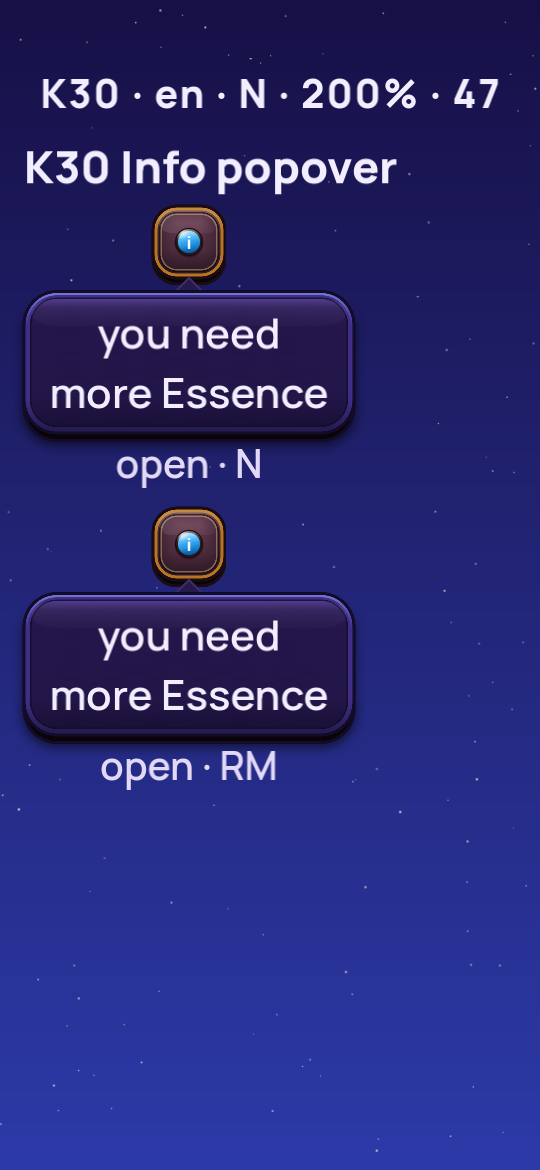 K30 · en · N · 200% · 47
K30 Info popover
i
you need
more Essence
open · N
i
you need
more Essence
open · RM